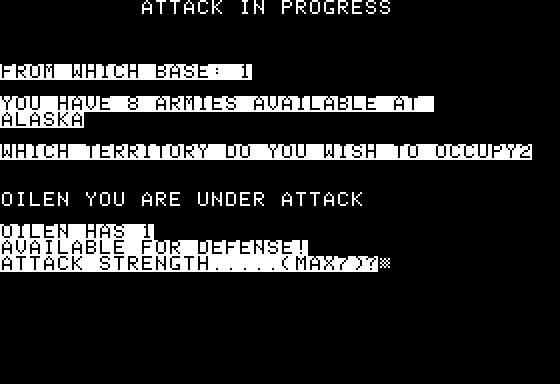 ATTACK IN PROGRESS
FROM WHICH BASE: 1
YOU HAVE 8 ARMIES AVAILABLE AT
ALASKA
WHICH TERRITORY DO YOU WISH TO OCCUPY2
OILEN YOU ARE UNDER ATTACK
OILEN HAS 1
AVAILABLE FOR DEFENSE!
ATTACK STRENGTH.....(MAX7)?